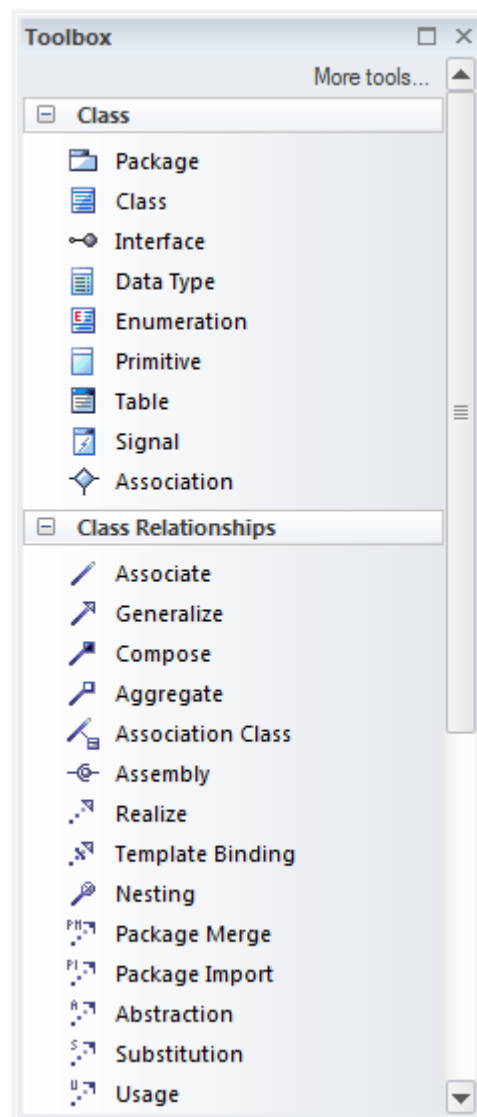 Toolbox
More tools...
Class
Package
Class
Interface
Data Type
Enumeration
Primitive
Table
Signal
Association
Class Relationships
Associate
Generalize
Compose
Aggregate
Association Class
Assembly
Realize
Template Binding
Nesting
Package Merge
Package Import
Abstraction
Substitution
Usage